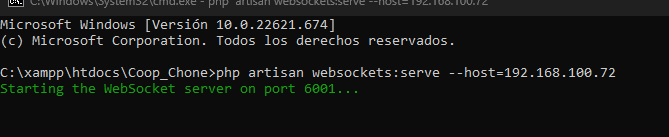 C:\Windows\System32\cmd.exe - php artisan websockets:serve --host=192.168.100.72
Microsoft Windows [Versión 10.0.22621.674]
(c) Microsoft Corporation. Todos los derechos reservados.
C:\xampp\htdocs\Coop_Chone>php artisan websockets:serve --host=192.168.100.72
Starting the WebSocket server on port 6001...